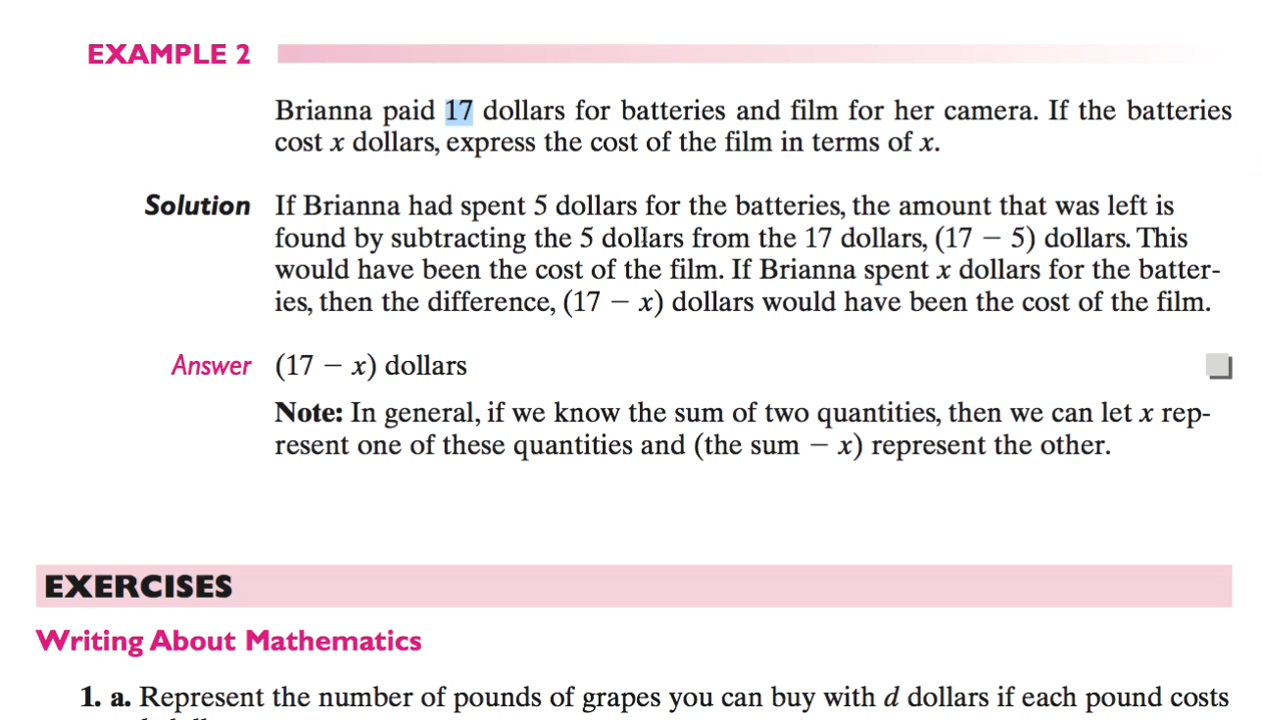 EXAMPLE 2
Brianna paid 17 dollars for batteries and film for her camera. If the batteries
cost x dollars, express the cost of the film in terms of x.
Solution If Brianna had spent 5 dollars for the batteries, the amount that was left is
found by subtracting the 5 dollars from the 17 dollars, (17 − 5) dollars. This
would have been the cost of the film. If Brianna spent x dollars for the batter-
ies, then the difference, (17 − x) dollars would have been the cost of the film.
Answer (17 − x) dollars
Note: In general, if we know the sum of two quantities, then we can let x rep-
resent one of these quantities and (the sum − x) represent the other.
EXERCISES
Writing About Mathematics
1. a. Represent the number of pounds of grapes you can buy with d dollars if each pound costs